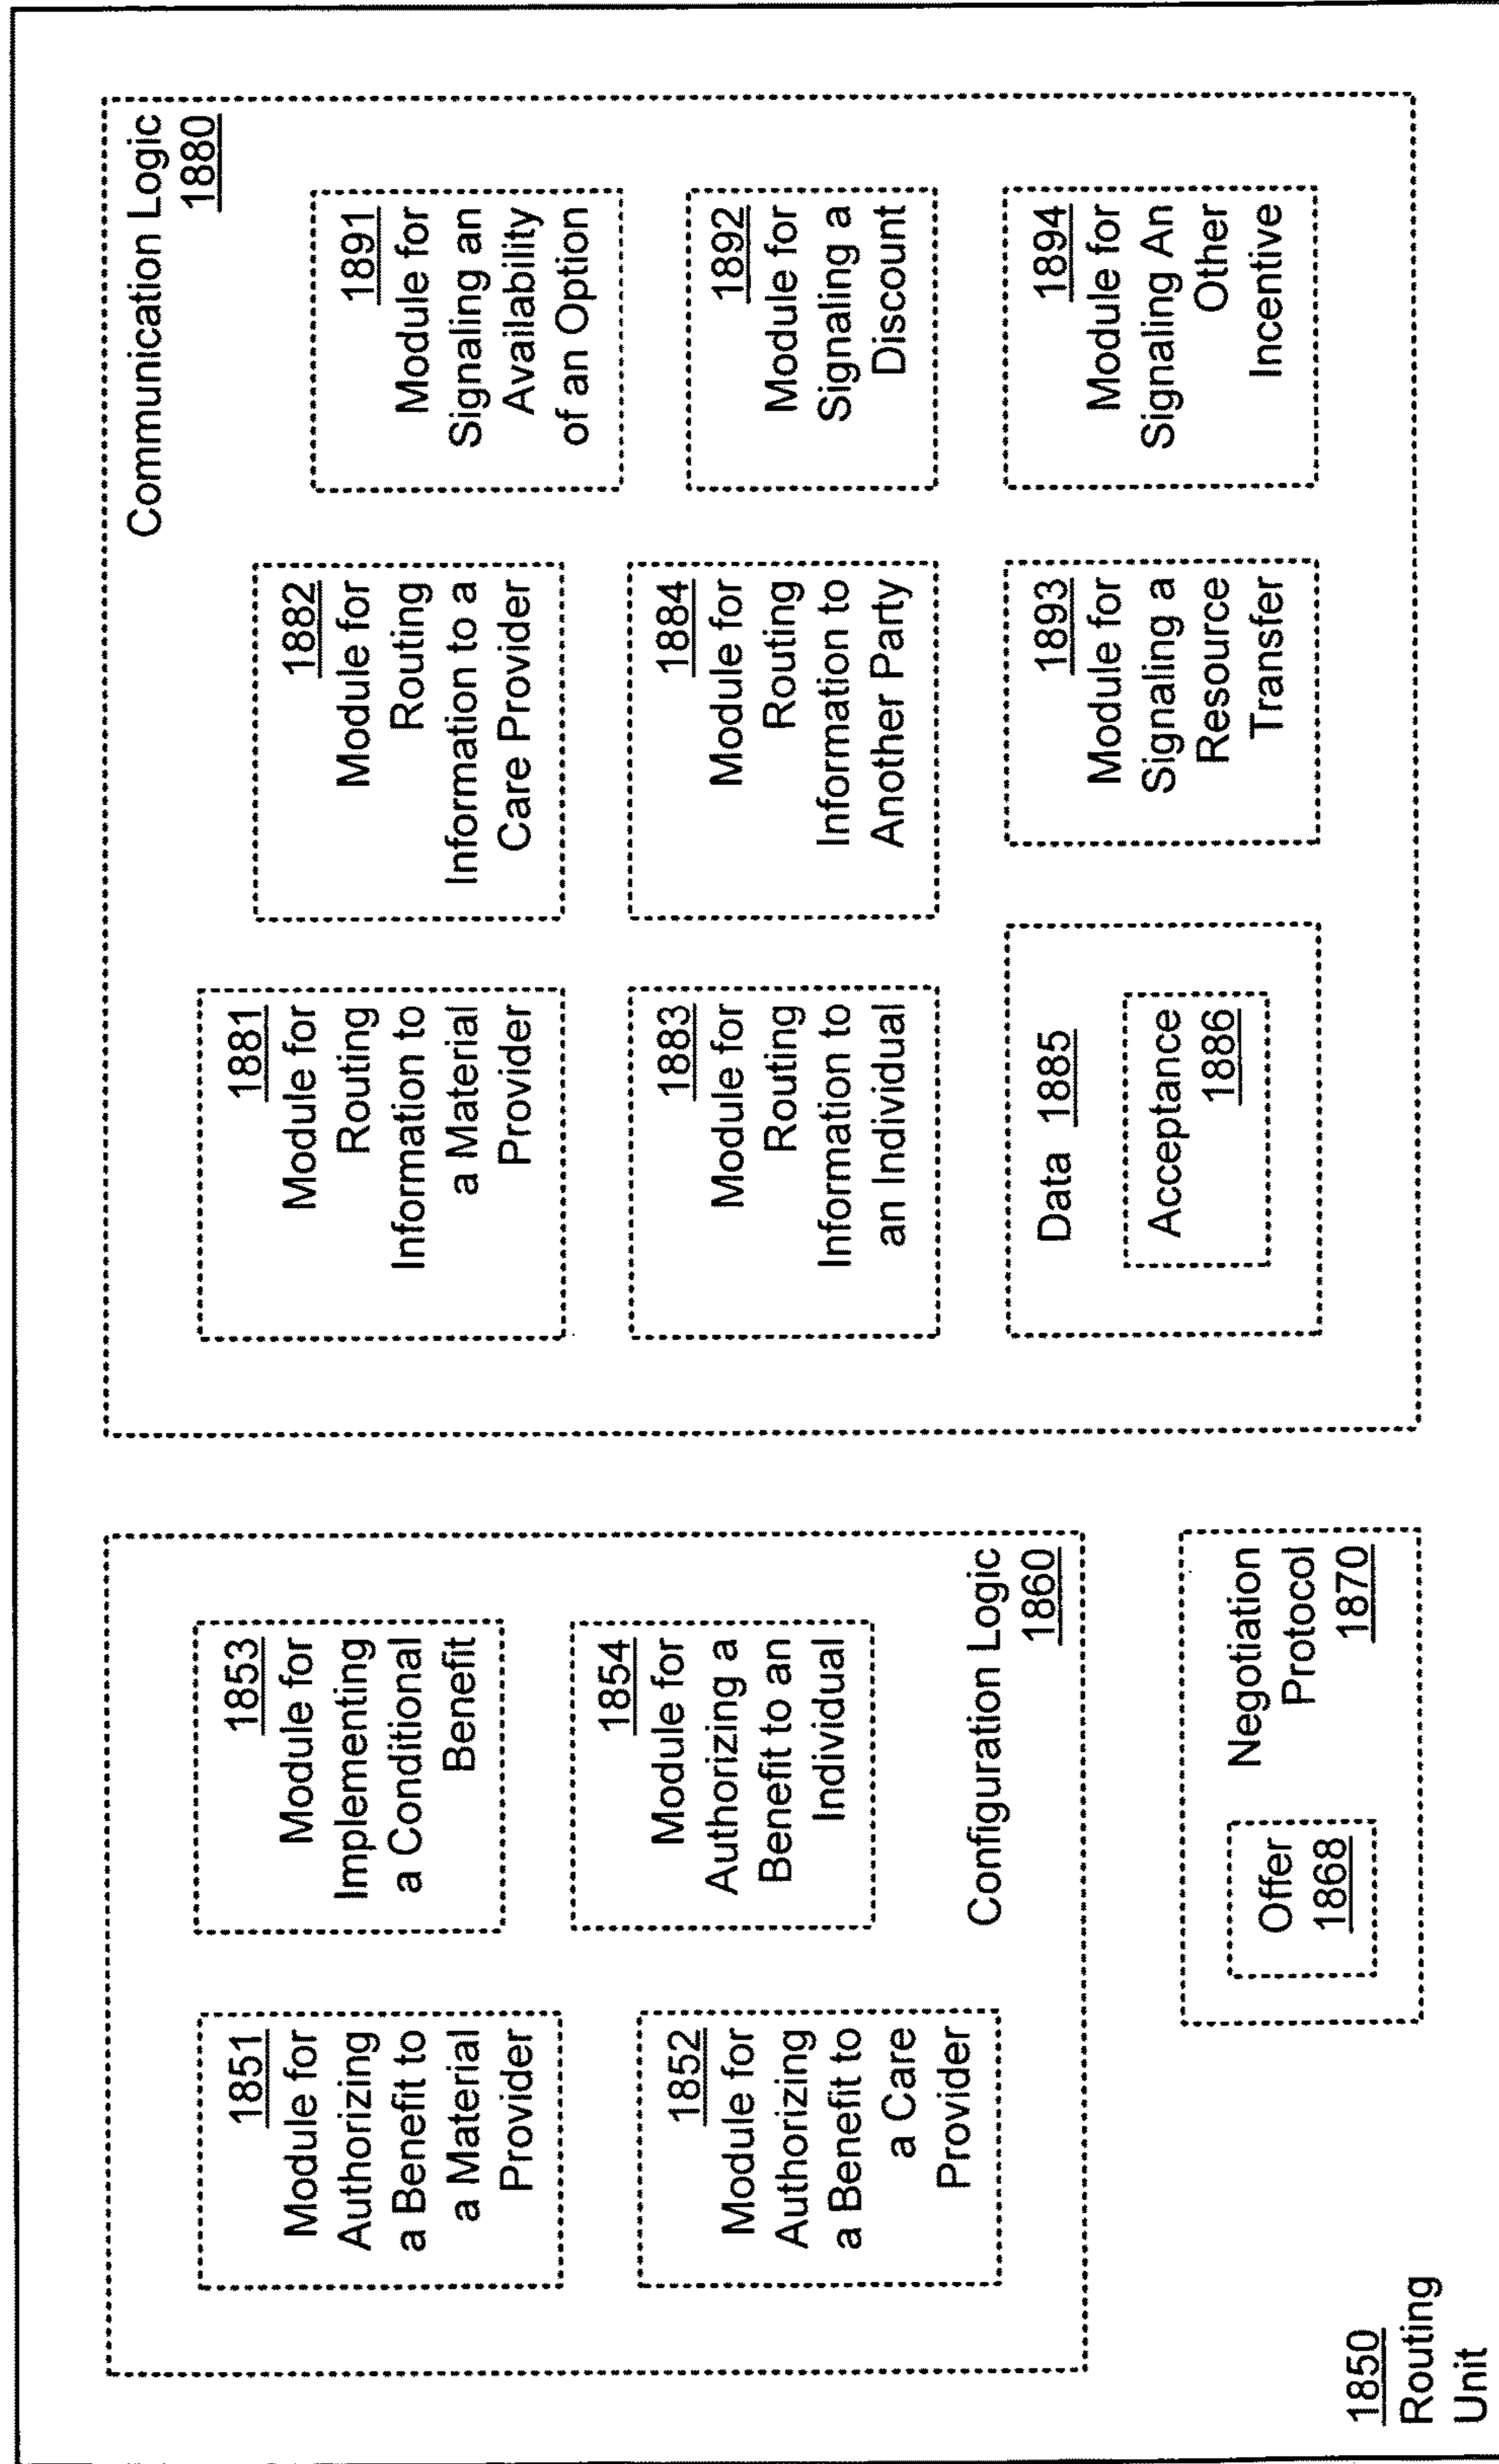 1851
Module for
Authorizing
a Benefit to
a Material
Provider
1853
Module for
Implementing
a Conditional
Benefit
1852
Module for
Authorizing
a Benefit to
a Care
Provider
1854
Module for
Authorizing a
Benefit to an
Individual
Configuration Logic
1860
Offer
1868
Negotiation
Protocol
1870
1850
Routing
Unit
Communication Logic
1880
1881
Module for
Routing
Information to
a Material
Provider
1882
Module for
Routing
Information to a
Care Provider
1891
Module for
Signaling an
Availability
of an Option
1883
Module for
Routing
Information to
an Individual
1884
Module for
Routing
Information to
Another Party
1892
Module for
Signaling a
Discount
Data 1885
Acceptance
1886
1893
Module for
Signaling a
Resource
Transfer
1894
Module for
Signaling An
Other
Incentive